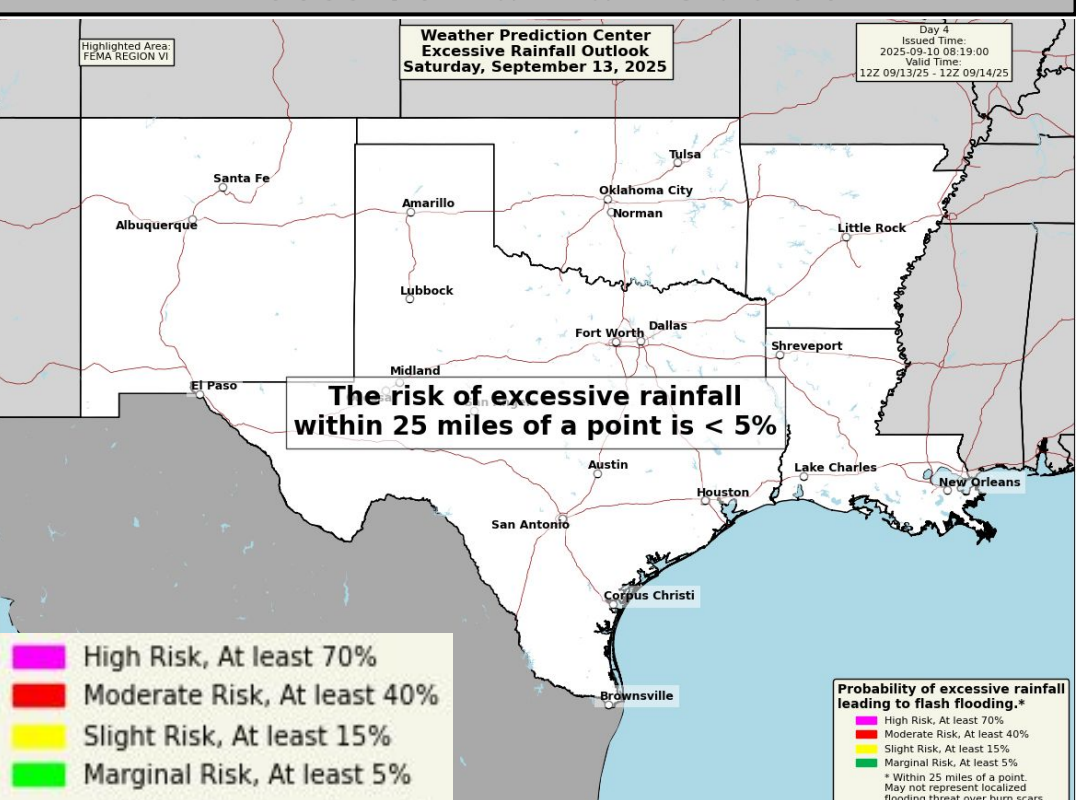 Highlighted Area:
FEMA REGION VI
Weather Prediction Center
Excessive Rainfall Outlook
Saturday, September 13, 2025
Day 4
Issued Time:
2025-09-10 08:19:00
Valid Time:
12Z 09/13/25 - 12Z 09/14/25
Tulsa
Santa Fe
Oklahoma City
Amarillo
Norman
Albuquerque
Little Rock
Lubbock
Dallas
Fort Worth
Shreveport
Midland
El Paso
The risk of excessive rainfall
within 25 miles of a point is < 5%
Austin
Lake Charles
New Orleans
Houston
San Antonio
Corpus Christi
Brownsville
High Risk, At least 70%
Moderate Risk, At least 40%
Slight Risk, At least 15%
Marginal Risk, At least 5%
Probability of excessive rainfall
leading to flash flooding.*
High Risk, At least 70%
Moderate Risk, At least 40%
Slight Risk, At least 15%
Marginal Risk, At least 5%
* Within 25 miles of a point.
May not represent localized
flooding threat over burn scars